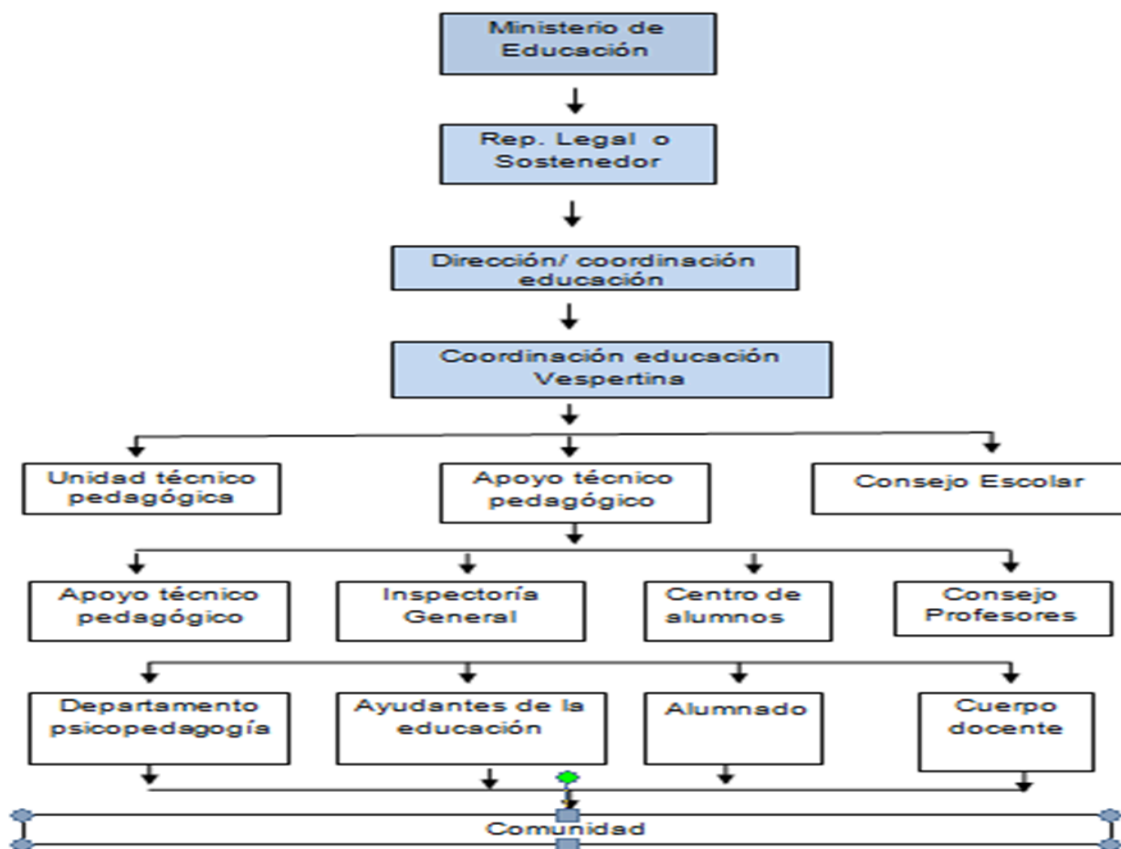 Ministerio de
Educación
Rep. Legal o
Sostenedor
Dirección/ coordinación
educación
Coordinación educación
Vespertina
Unidad técnico
pedagógica
Apoyo técnico
pedagógico
Consejo Escolar
Apoyo técnico
pedagógico
Inspectoría
General
Centro de
alumnos
Consejo
Profesores
Departamento
psicopedagogía
Ayudantes de la
educación
Alumnado
Cuerpo
docente
Comunidad